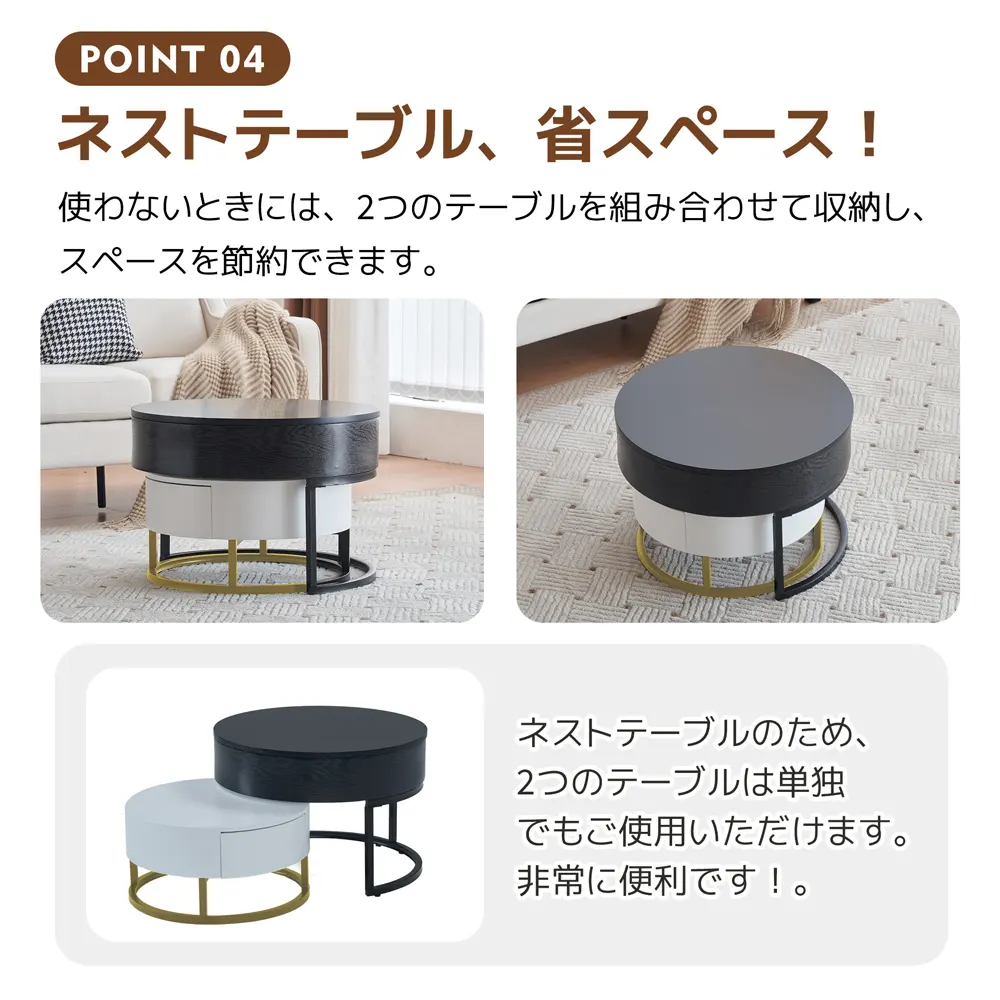 POINT 04
ネストテーブル、省スペース！
使わないときには、2つのテーブルを組み合わせて収納し、
スペースを節約できます。
ネストテーブルのため、
2つのテーブルは単独
でもご使用いただけます。
非常に便利です！。